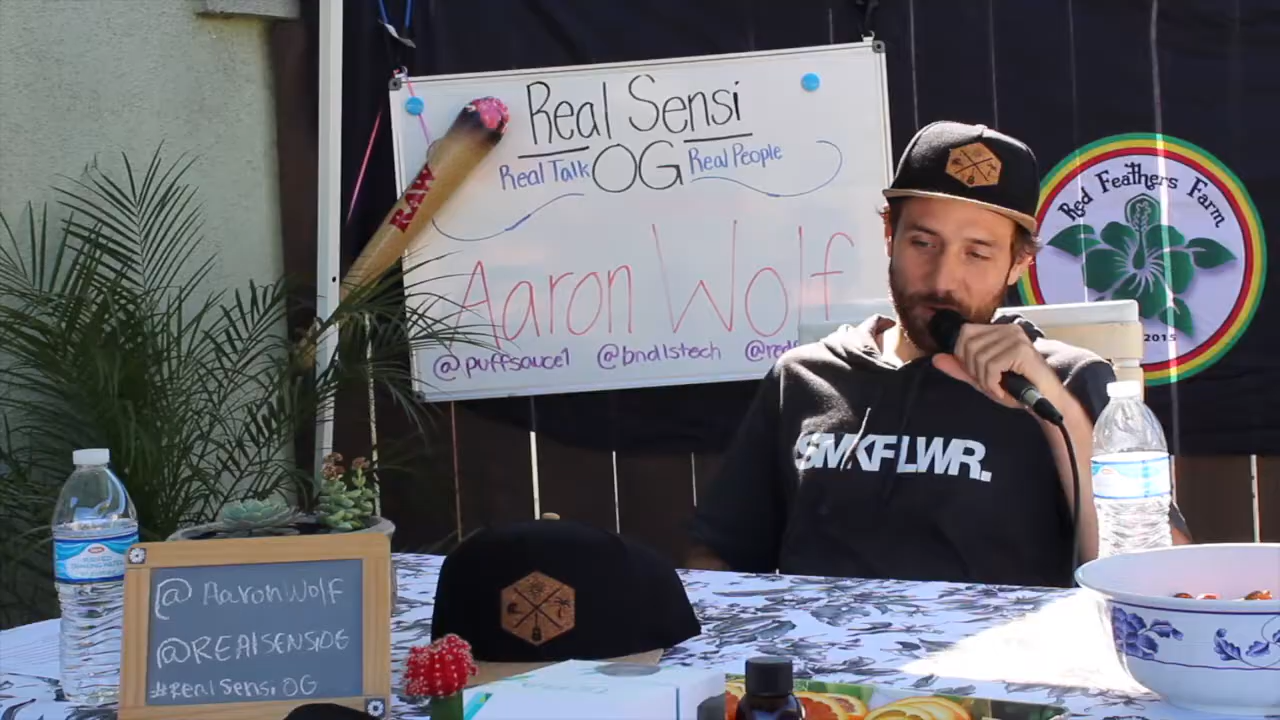 Real Sensi
Real Talk OG Real People
Aaron Wolf
@puffsauce1 @bndlstech @red
RAW
Red Feathers Farm
2015
SMKFLWR.
@AaronWolf
@REALSENSIOG
#RealSensiOG